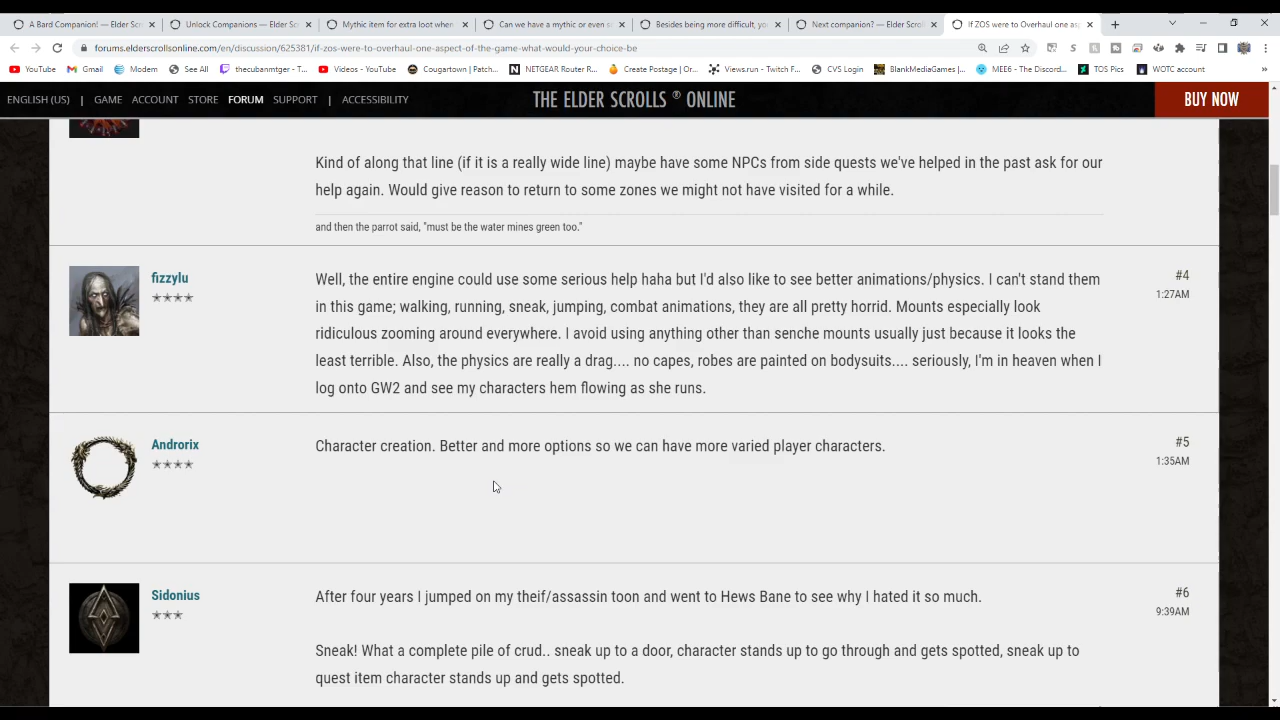 A Bard Companion! — Elder Scro
Unlock Companions — Elder Scro
Mythic item for extra loot when
Can we have a mythic or even s
Besides being more difficult, yo
Next companion? — Elder Scroll
If ZOS were to Overhaul one asp
forums.elderscrollsonline.com/en/discussion/625381/if-zos-were-to-overhaul-one-aspect-of-the-game-what-would-your-choice-be
YouTube Gmail Modem See All thecubanmtger - T... Videos - YouTube Cougartown | Patch... NETGEAR Router R... Create Postage | Or... Views.run - Twitch F... CVS Login BlankMediaGames |... MEE6 - The Discord... TOS Pics WOTC account »
ENGLISH (US) | GAME ACCOUNT STORE FORUM SUPPORT | ACCESSIBILITY THE ELDER SCROLLS ® ONLINE BUY NOW
Kind of along that line (if it is a really wide line) maybe have some NPCs from side quests we've helped in the past ask for our
help again. Would give reason to return to some zones we might not have visited for a while.
and then the parrot said, "must be the water mines green too."
fizzylu
★★★★
Well, the entire engine could use some serious help haha but I'd also like to see better animations/physics. I can't stand them
in this game; walking, running, sneak, jumping, combat animations, they are all pretty horrid. Mounts especially look
ridiculous zooming around everywhere. I avoid using anything other than senche mounts usually just because it looks the
least terrible. Also, the physics are really a drag.... no capes, robes are painted on bodysuits.... seriously, I'm in heaven when I
log onto GW2 and see my characters hem flowing as she runs.
#4
1:27AM
Androrix
★★★★
Character creation. Better and more options so we can have more varied player characters.
#5
1:35AM
Sidonius
★★★
After four years I jumped on my theif/assassin toon and went to Hews Bane to see why I hated it so much.
Sneak! What a complete pile of crud.. sneak up to a door, character stands up to go through and gets spotted, sneak up to
quest item character stands up and gets spotted.
#6
9:39AM